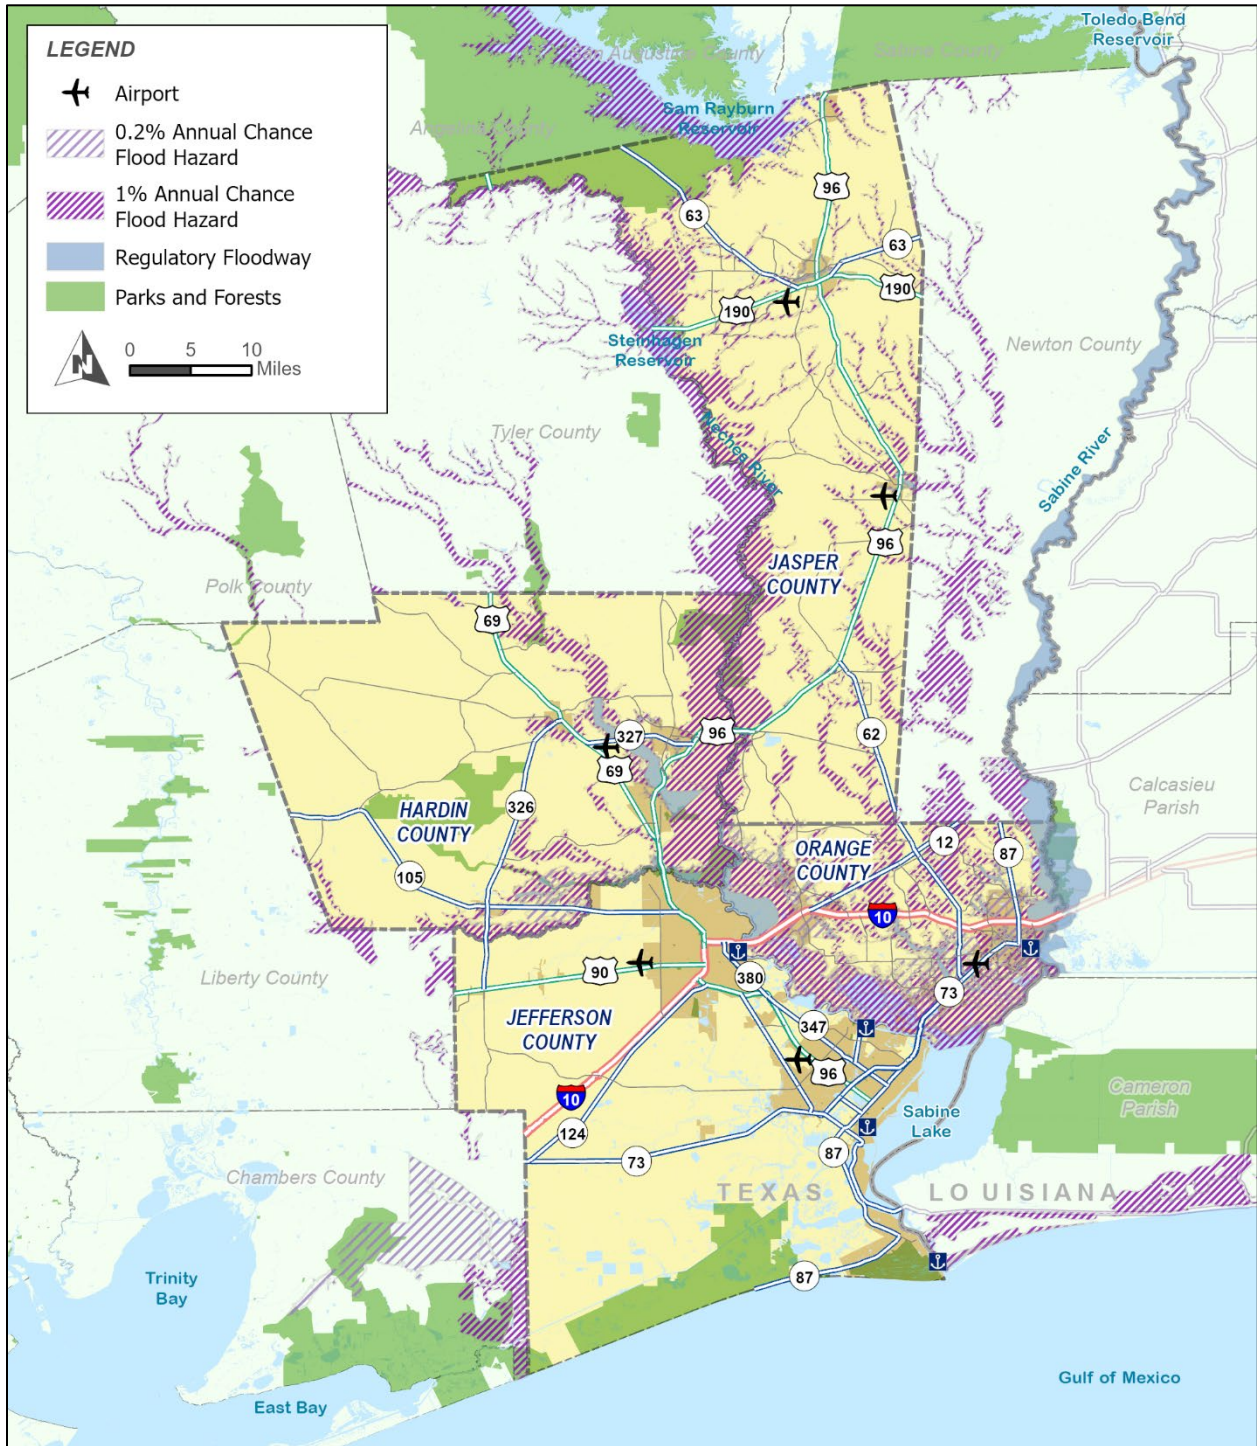 LEGEND
Airport
0.2% Annual Chance
Flood Hazard
1% Annual Chance
Flood Hazard
Regulatory Floodway
Parks and Forests
N
0 5 10
Miles
Toledo Bend
Reservoir
San Augustine County
Sabine County
Angelina County
Sam Rayburn
Reservoir
96
63
63
190
190
Steinhagen
Reservoir
Newton County
Tyler County
Neches River
Sabine River
96
JASPER
COUNTY
Polk County
69
327
96
62
69
326
HARDIN
COUNTY
Calcasieu
Parish
ORANGE
COUNTY
12
87
105
10
Liberty County
90
380
73
JEFFERSON
COUNTY
347
96
10
124
Sabine
Lake
Cameron
Parish
73
87
Chambers County
TEXAS
LOUISIANA
Trinity
Bay
87
East Bay
Gulf of Mexico